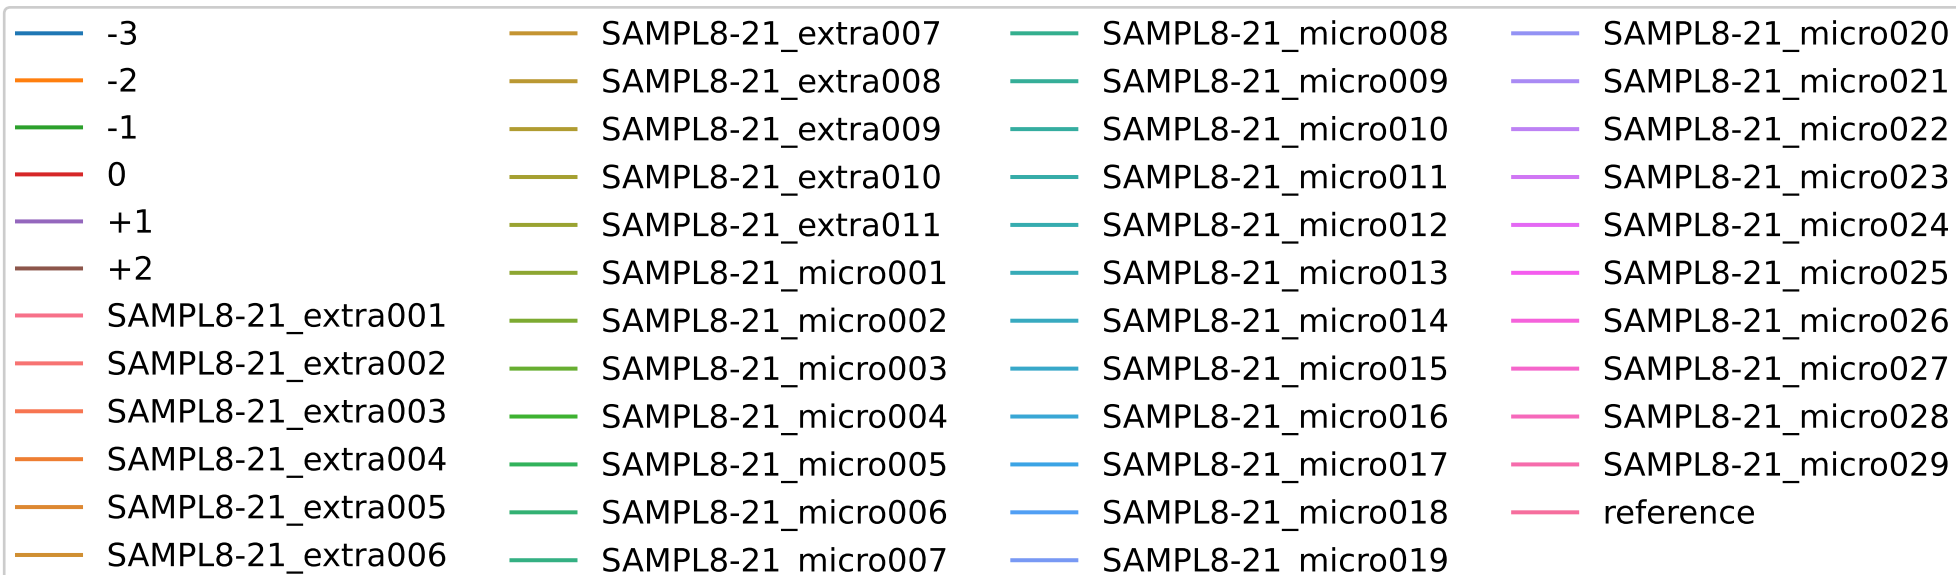 -3
-2
-1
0
+1
+2
SAMPL8-21_extra001
SAMPL8-21_extra002
SAMPL8-21_extra003
SAMPL8-21_extra004
SAMPL8-21_extra005
SAMPL8-21_extra006
SAMPL8-21_extra007
SAMPL8-21_extra008
SAMPL8-21_extra009
SAMPL8-21_extra010
SAMPL8-21_extra011
SAMPL8-21_micro001
SAMPL8-21_micro002
SAMPL8-21_micro003
SAMPL8-21_micro004
SAMPL8-21_micro005
SAMPL8-21_micro006
SAMPL8-21_micro007
SAMPL8-21_micro008
SAMPL8-21_micro009
SAMPL8-21_micro010
SAMPL8-21_micro011
SAMPL8-21_micro012
SAMPL8-21_micro013
SAMPL8-21_micro014
SAMPL8-21_micro015
SAMPL8-21_micro016
SAMPL8-21_micro017
SAMPL8-21_micro018
SAMPL8-21_micro019
SAMPL8-21_micro020
SAMPL8-21_micro021
SAMPL8-21_micro022
SAMPL8-21_micro023
SAMPL8-21_micro024
SAMPL8-21_micro025
SAMPL8-21_micro026
SAMPL8-21_micro027
SAMPL8-21_micro028
SAMPL8-21_micro029
reference